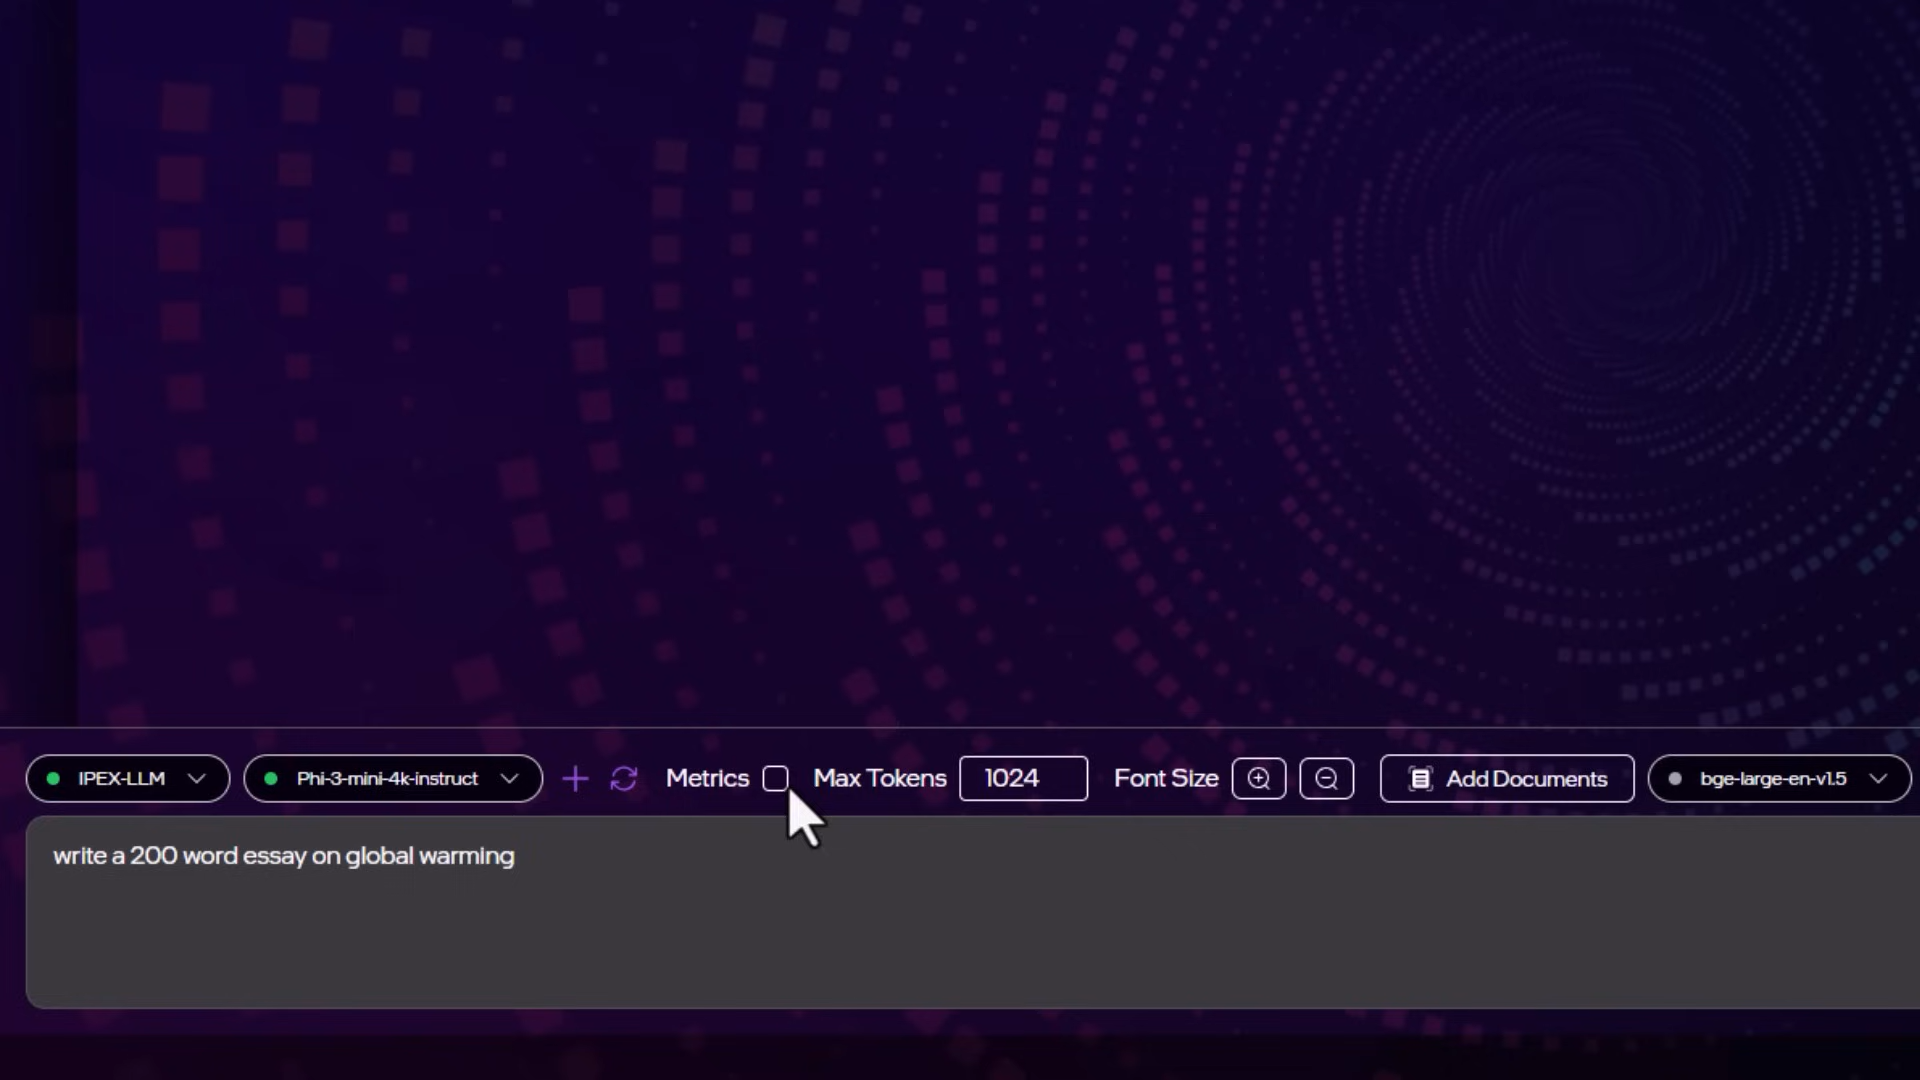 IPEX-LLM Phi-3-mini-4k-instruct Metrics Max Tokens 1024 Font Size Add Documents bge-large-en-v1.5
write a 200 word essay on global warming